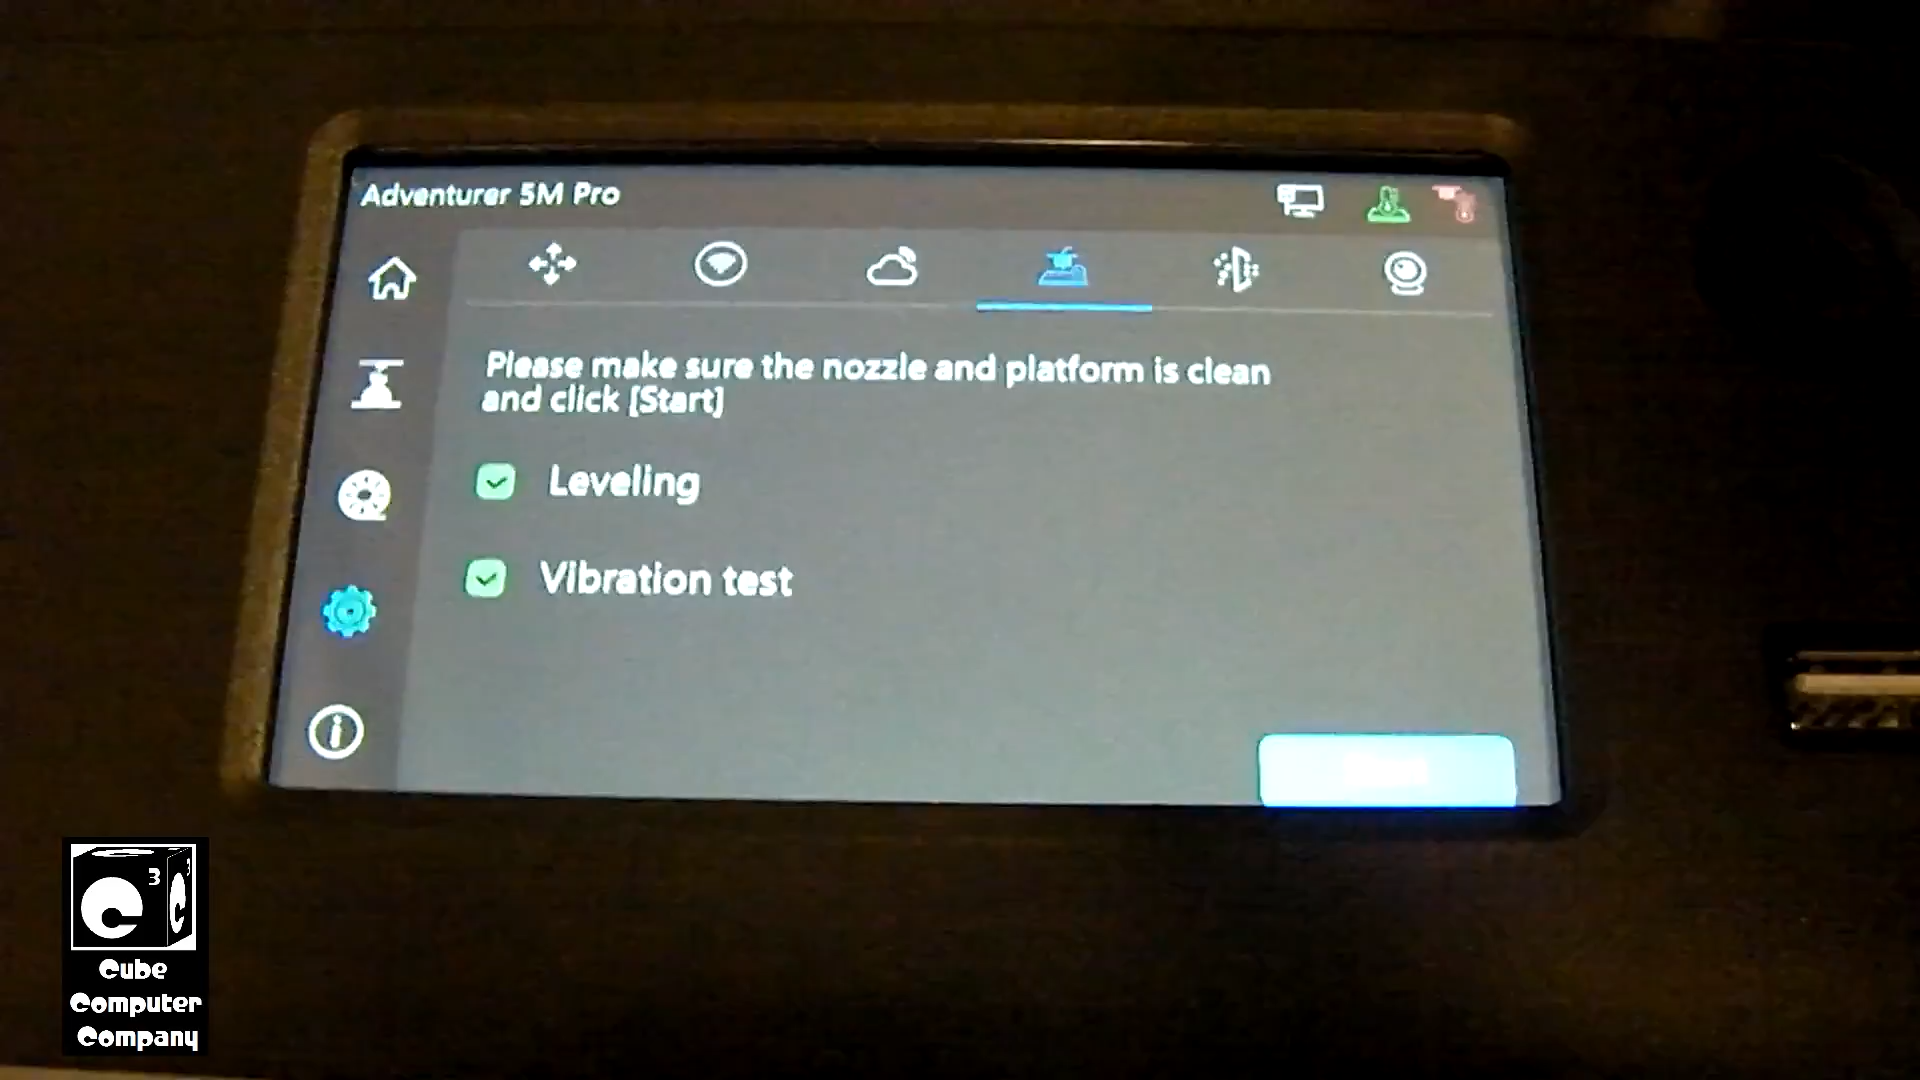 Adventurer 5M Pro
Please make sure the nozzle and platform is clean
and click [Start]
Leveling
Vibration test
Cube
Computer
Company